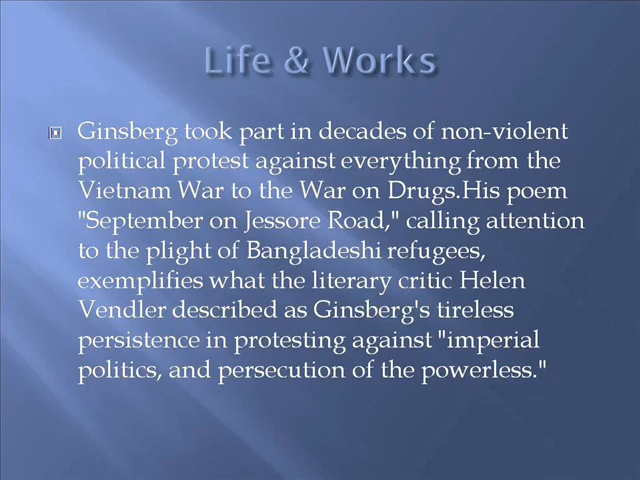 Life & Works
Ginsberg took part in decades of non-violent
political protest against everything from the
Vietnam War to the War on Drugs.His poem
"September on Jessore Road," calling attention
to the plight of Bangladeshi refugees,
exemplifies what the literary critic Helen
Vendler described as Ginsberg's tireless
persistence in protesting against "imperial
politics, and persecution of the powerless."